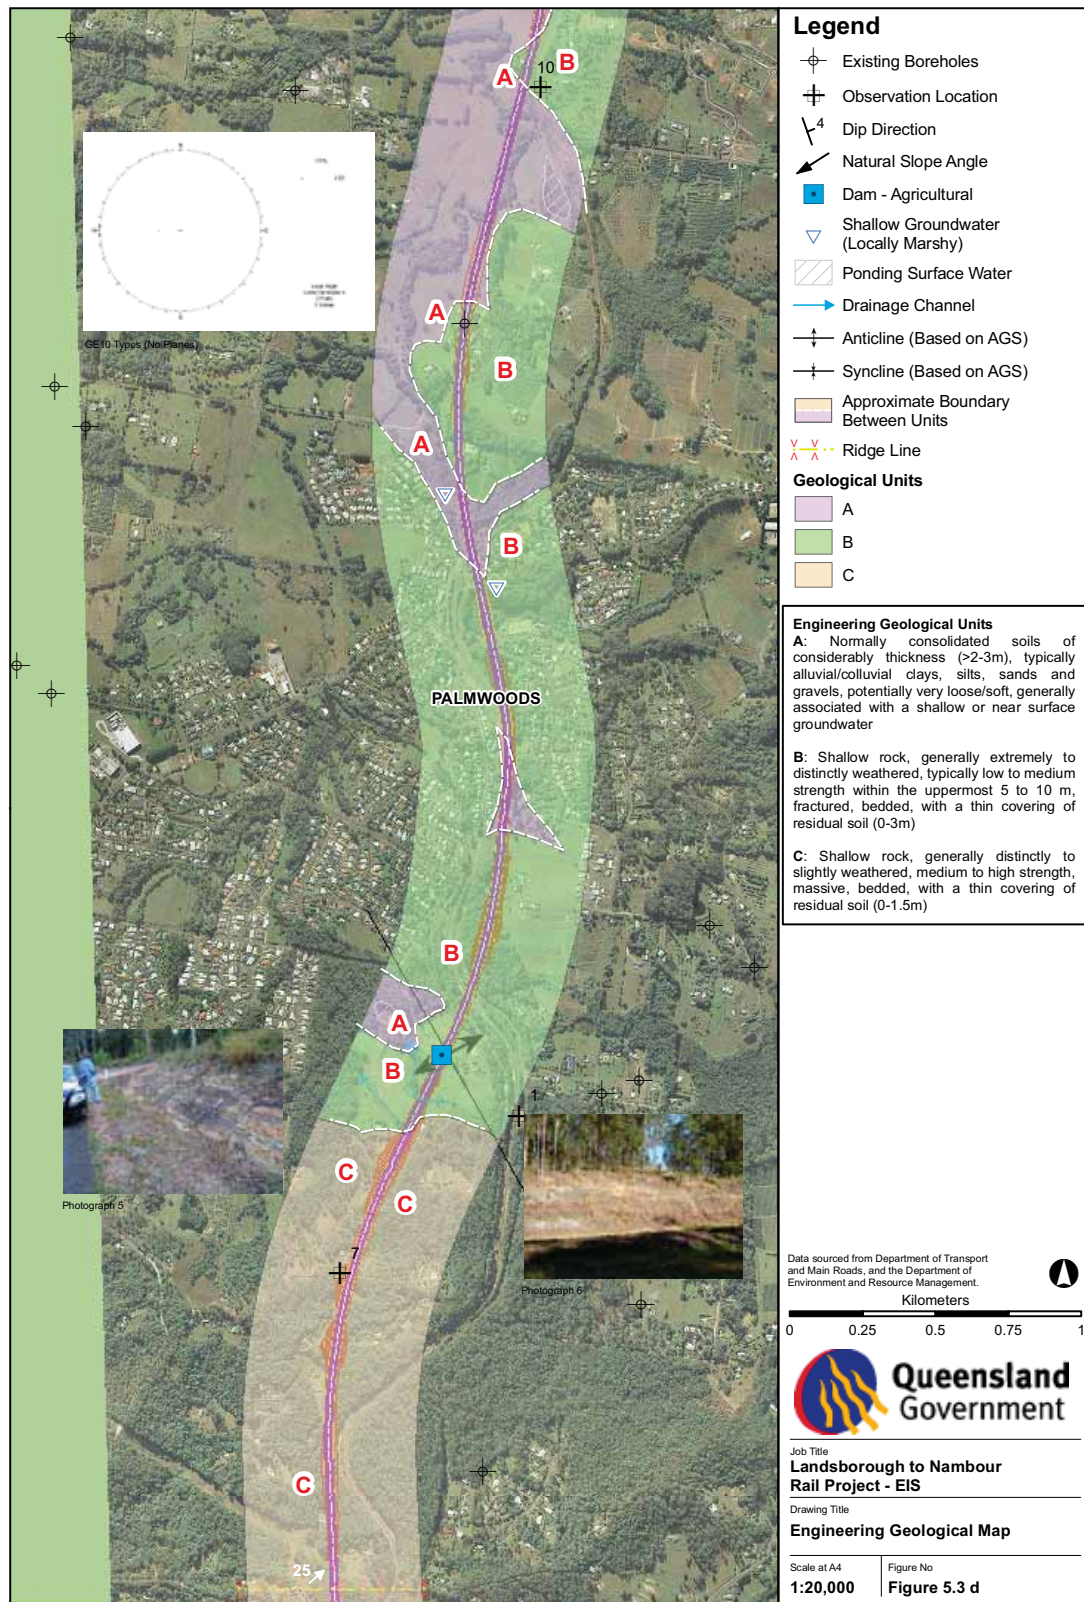 B
10
A
A
B
GE10 Types (No Planes)
A
B
PALMWOODS
B
A
B
1
C
C
Photograph 5
7
Photograph 6
C
25
Legend
Existing Boreholes
Observation Location
4
Dip Direction
Natural Slope Angle
Dam - Agricultural
Shallow Groundwater
(Locally Marshy)
Ponding Surface Water
Drainage Channel
Anticline (Based on AGS)
Syncline (Based on AGS)
Approximate Boundary
Between Units
Ridge Line
Geological Units
A
B
C
Engineering Geological Units
A: Normally consolidated soils of
considerably thickness (>2-3m), typically
alluvial/colluvial clays, silts, sands and
gravels, potentially very loose/soft, generally
associated with a shallow or near surface
groundwater
B: Shallow rock, generally extremely to
distinctly weathered, typically low to medium
strength within the uppermost 5 to 10 m,
fractured, bedded, with a thin covering of
residual soil (0-3m)
C: Shallow rock, generally distinctly to
slightly weathered, medium to high strength,
massive, bedded, with a thin covering of
residual soil (0-1.5m)
Data sourced from Department of Transport
and Main Roads, and the Department of
Environment and Resource Management.
Kilometers
0 0.25 0.5 0.75 1
Queensland
Government
Job Title
Landsborough to Nambour
Rail Project - EIS
Drawing Title
Engineering Geological Map
Scale at A4
1:20,000
Figure No
Figure 5.3 d